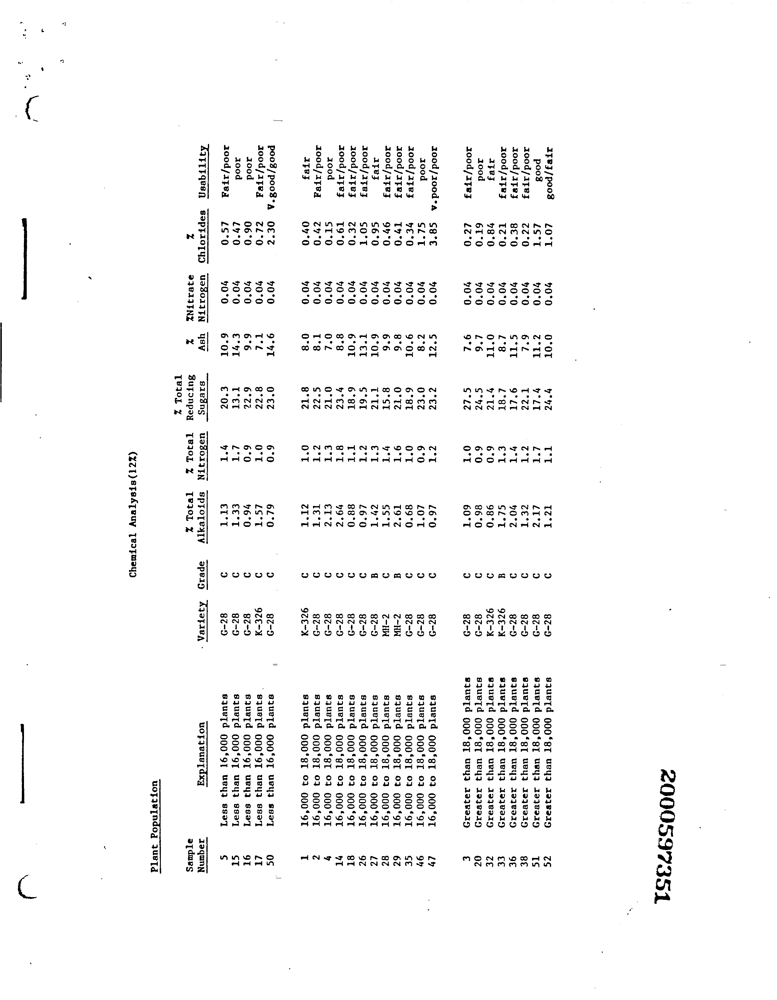 Chemical Analysis(12%)
Plant Population
% Total
Sample % Total % Total Reducing % %Nitrate %
Number Explanation Variety Grade Alkaloids Nitrogen Sugars Ash Nitrogen Chlorides Usability
5 Less than 16,000 plants G-28 C 1.13 1.4 20.3 10.9 0.04 0.57 Fair/poor
15 Less than 16,000 plants G-28 C 1.33 1.7 13.1 14.3 0.04 0.47 poor
16 Less than 16,000 plants G-28 C 0.94 0.9 22.9 9.9 0.04 0.90 poor
17 Less than 16,000 plants K-326 C 1.57 1.0 22.8 7.1 0.04 0.72 Fair/poor
50 Less than 16,000 plants G-28 C 0.79 0.9 23.0 14.6 0.04 2.30 v.good/good
1 16,000 to 18,000 plants K-326 C 1.12 1.0 21.8 8.0 0.04 0.40 fair
2 16,000 to 18,000 plants G-28 C 1.31 1.2 22.5 8.1 0.04 0.42 Fair/poor
4 16,000 to 18,000 plants G-28 C 2.13 1.3 21.0 7.0 0.04 0.15 poor
14 16,000 to 18,000 plants G-28 C 2.64 1.8 23.4 8.8 0.04 0.61 fair/poor
18 16,000 to 18,000 plants G-28 C 0.88 1.1 18.9 10.9 0.04 0.32 fair/poor
26 16,000 to 18,000 plants G-28 C 0.97 1.2 19.5 13.1 0.04 1.05 fair/poor
27 16,000 to 18,000 plants G-28 B 1.42 1.3 21.1 10.9 0.04 0.95 fair
28 16,000 to 18,000 plants MH-2 C 1.55 1.4 15.8 9.9 0.04 0.46 fair/poor
29 16,000 to 18,000 plants MH-2 B 2.61 1.6 21.0 9.8 0.04 0.41 fair/poor
35 16,000 to 18,000 plants G-28 C 0.68 1.0 18.9 10.6 0.04 0.34 fair/poor
46 16,000 to 18,000 plants G-28 C 1.07 0.9 23.0 8.2 0.04 1.75 poor
47 16,000 to 18,000 plants G-28 C 0.97 1.2 23.2 12.5 0.04 3.85 v.poor/poor
3 Greater than 18,000 plants G-28 C 1.09 1.0 27.5 7.6 0.04 0.27 fair/poor
20 Greater than 18,000 plants G-28 C 0.98 0.9 24.5 9.7 0.04 0.19 poor
32 Greater than 18,000 plants K-326 C 0.86 0.9 21.4 11.0 0.04 0.84 fair
33 Greater than 18,000 plants K-326 B 1.75 1.3 18.7 8.7 0.04 0.21 fair/poor
36 Greater than 18,000 plants G-28 C 2.04 1.4 17.6 11.5 0.04 0.38 fair/poor
38 Greater than 18,000 plants G-28 C 1.32 1.2 22.1 7.9 0.04 0.22 fair/poor
51 Greater than 18,000 plants G-28 C 2.17 1.7 17.4 11.2 0.04 1.57 good
52 Greater than 18,000 plants G-28 C 1.21 1.1 24.4 10.0 0.04 1.07 good/fair
2000597351